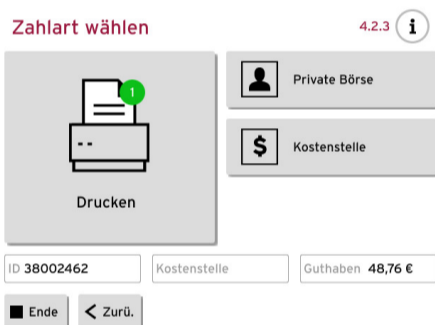 Zahlart wählen
4.2.3 i
1
Drucken
Private Börse
$ Kostenstelle
ID 38002462
Kostenstelle
Guthaben 48,76 €
Ende
Zurü.